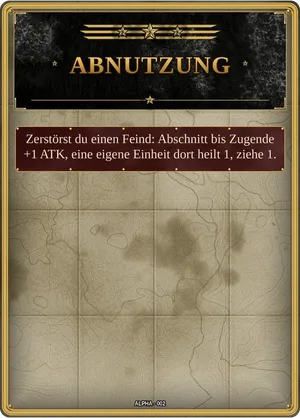 ABNUTZUNG
Zerstörst du einen Feind: Abschnitt bis Zugende
+1 ATK, eine eigene Einheit dort heilt 1, ziehe 1.
ALPHA 002